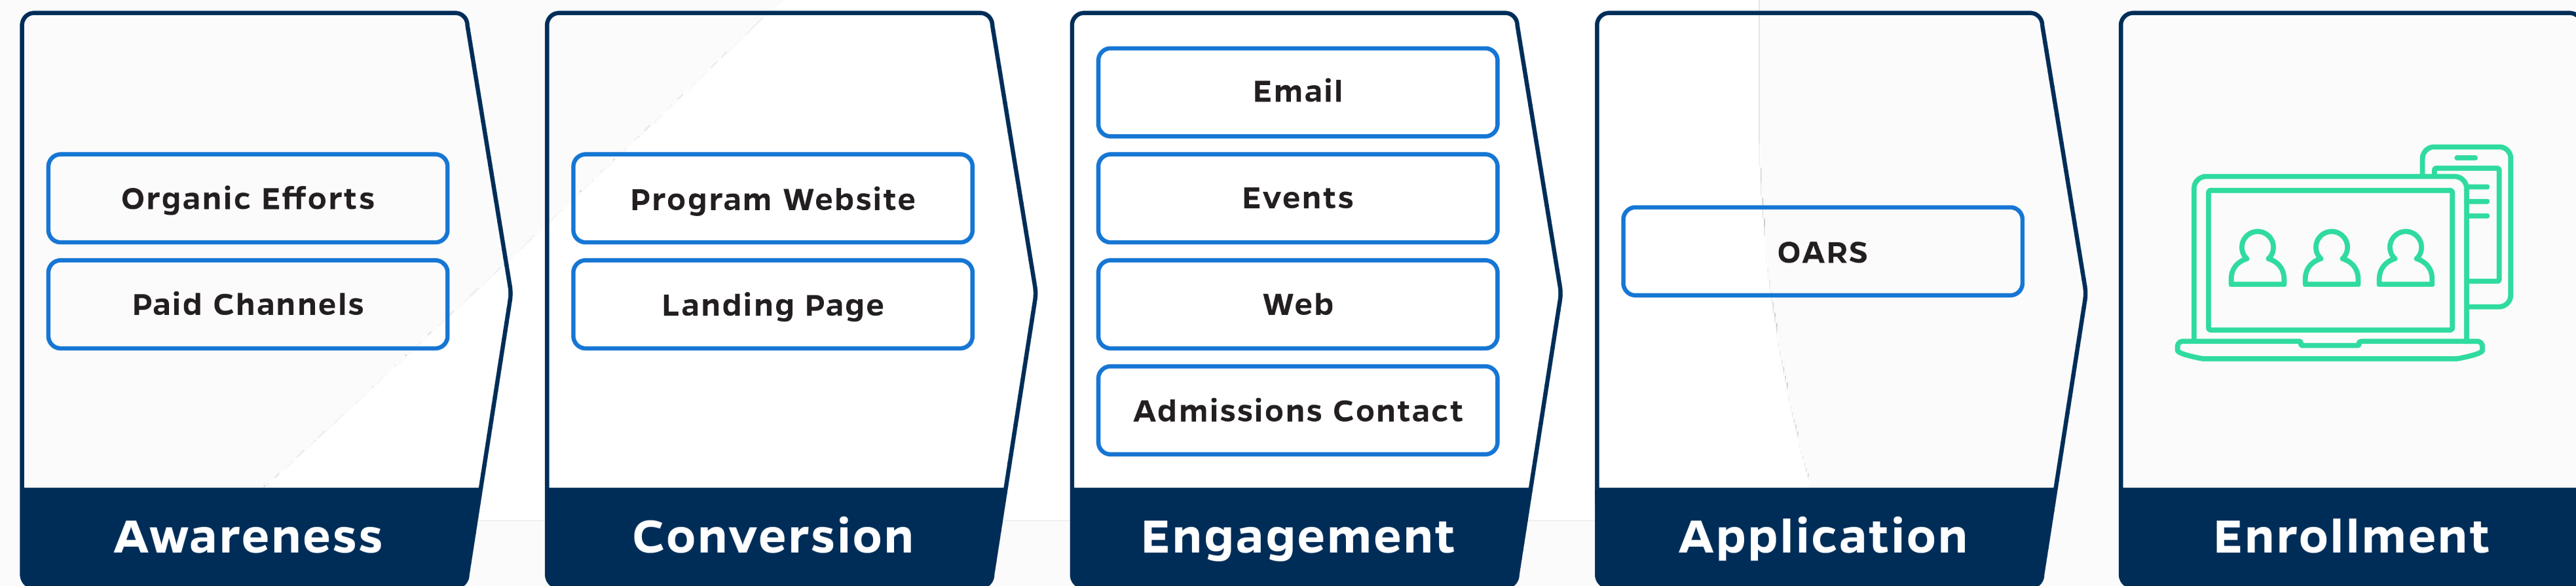 Organic Efforts
Paid Channels
Awareness
Program Website
Landing Page
Conversion
Email
Events
Web
Admissions Contact
Engagement
OARS
Application
Enrollment